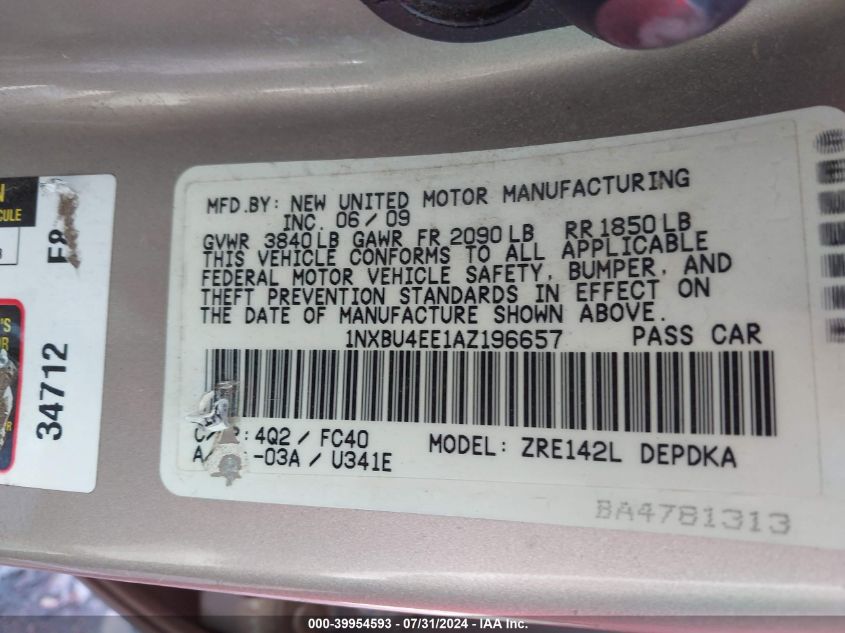 MFD.BY: NEW UNITED MOTOR MANUFACTURING
INC. 06/09
GVWR 3840LB GAWR FR 2090LB RR1850LB
THIS VEHICLE CONFORMS TO ALL APPLICABLE
FEDERAL MOTOR VEHICLE SAFETY, BUMPER, AND
THEFT PREVENTION STANDARDS IN EFFECT ON
THE DATE OF MANUFACTURE SHOWN ABOVE.
1NXBU4EE1AZ196657 PASS CAR
4Q2 / FC40 MODEL: ZRE142L DEPDKA
-03A / U341E
BA4781313
34712
000-39954593 - 07/31/2024 - IAA Inc.